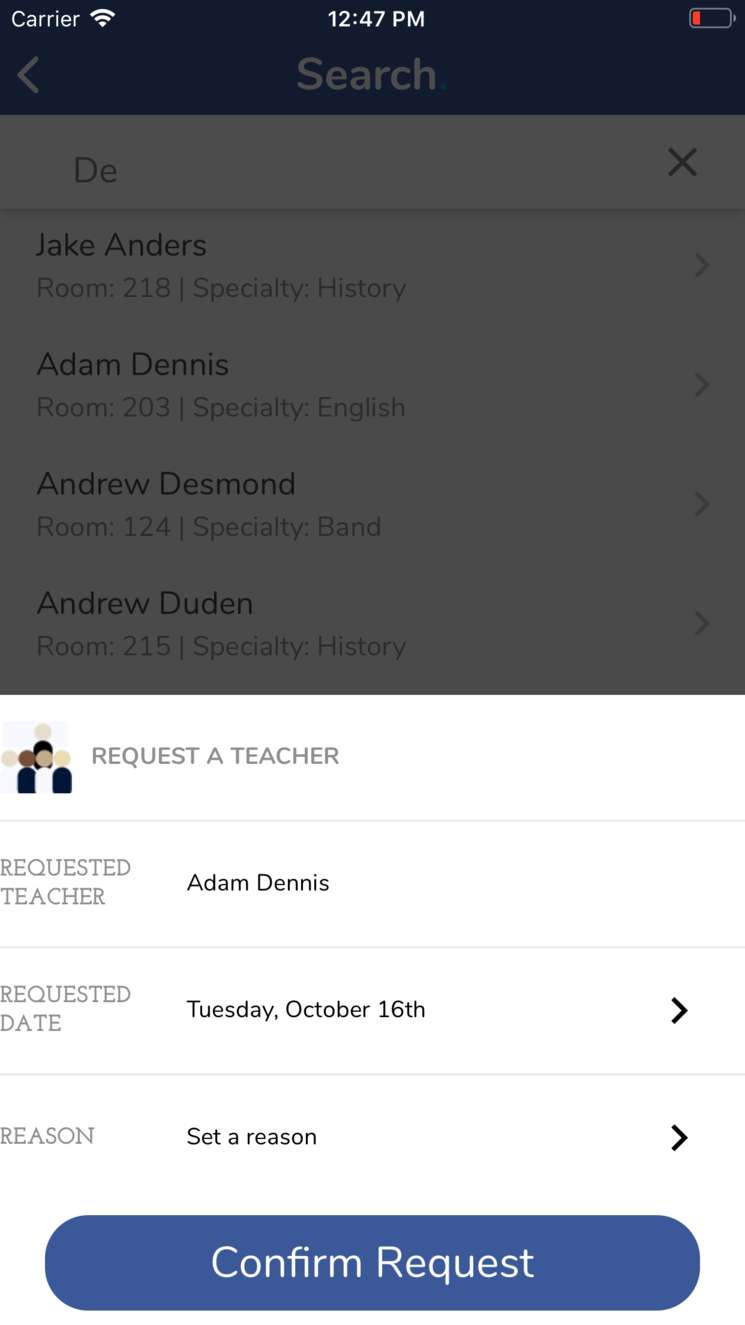 Carrier 12:47 PM
Search.
De
Jake Anders
Room: 218 | Specialty: History
Adam Dennis
Room: 203 | Specialty: English
Andrew Desmond
Room: 124 | Specialty: Band
Andrew Duden
Room: 215 | Specialty: History
REQUEST A TEACHER
REQUESTED
TEACHER
Adam Dennis
REQUESTED
DATE
Tuesday, October 16th
REASON
Set a reason
Confirm Request